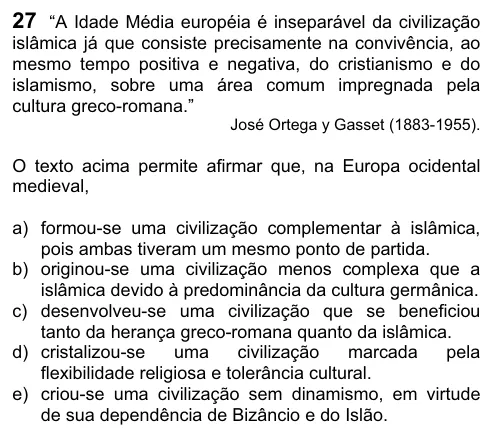 27 “A Idade Média européia é inseparável da civilização
islâmica já que consiste precisamente na convivência, ao
mesmo tempo positiva e negativa, do cristianismo e do
islamismo, sobre uma área comum impregnada pela
cultura greco-romana.”
José Ortega y Gasset (1883-1955).
O texto acima permite afirmar que, na Europa ocidental
medieval,
a) formou-se uma civilização complementar à islâmica,
pois ambas tiveram um mesmo ponto de partida.
b) originou-se uma civilização menos complexa que a
islâmica devido à predominância da cultura germânica.
c) desenvolveu-se uma civilização que se beneficiou
tanto da herança greco-romana quanto da islâmica.
d) cristalizou-se uma civilização marcada pela
flexibilidade religiosa e tolerância cultural.
e) criou-se uma civilização sem dinamismo, em virtude
de sua dependência de Bizâncio e do Islão.